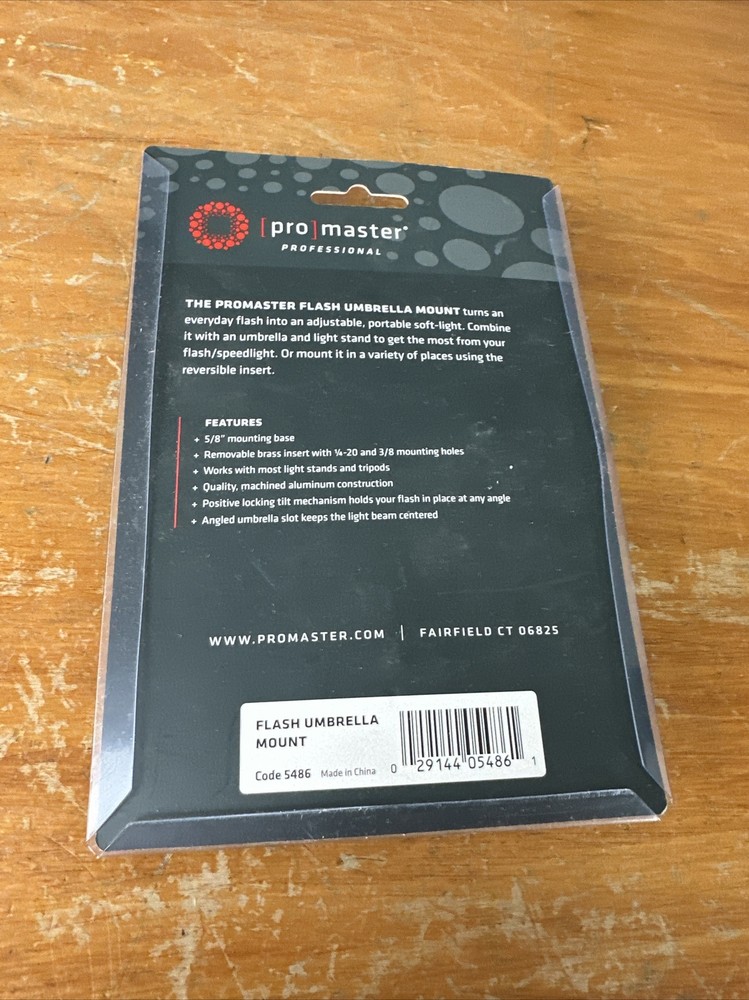 [pro]master
PROFESSIONAL
THE PROMASTER FLASH UMBRELLA MOUNT turns an
everyday flash into an adjustable, portable soft-light. Combine
it with an umbrella and light stand to get the most from your
flash/speedlight. Or mount it in a variety of places using the
reversible insert.
FEATURES
+ 5/8" mounting base
+ Removable brass insert with ¼-20 and 3/8 mounting holes
+ Works with most light stands and tripods
+ Quality, machined aluminum construction
+ Positive locking tilt mechanism holds your flash in place at any angle
+ Angled umbrella slot keeps the light beam centered
WWW.PROMASTER.COM | FAIRFIELD CT 06825
FLASH UMBRELLA
MOUNT
Code 5486 Made in China
0 29144 05486 1